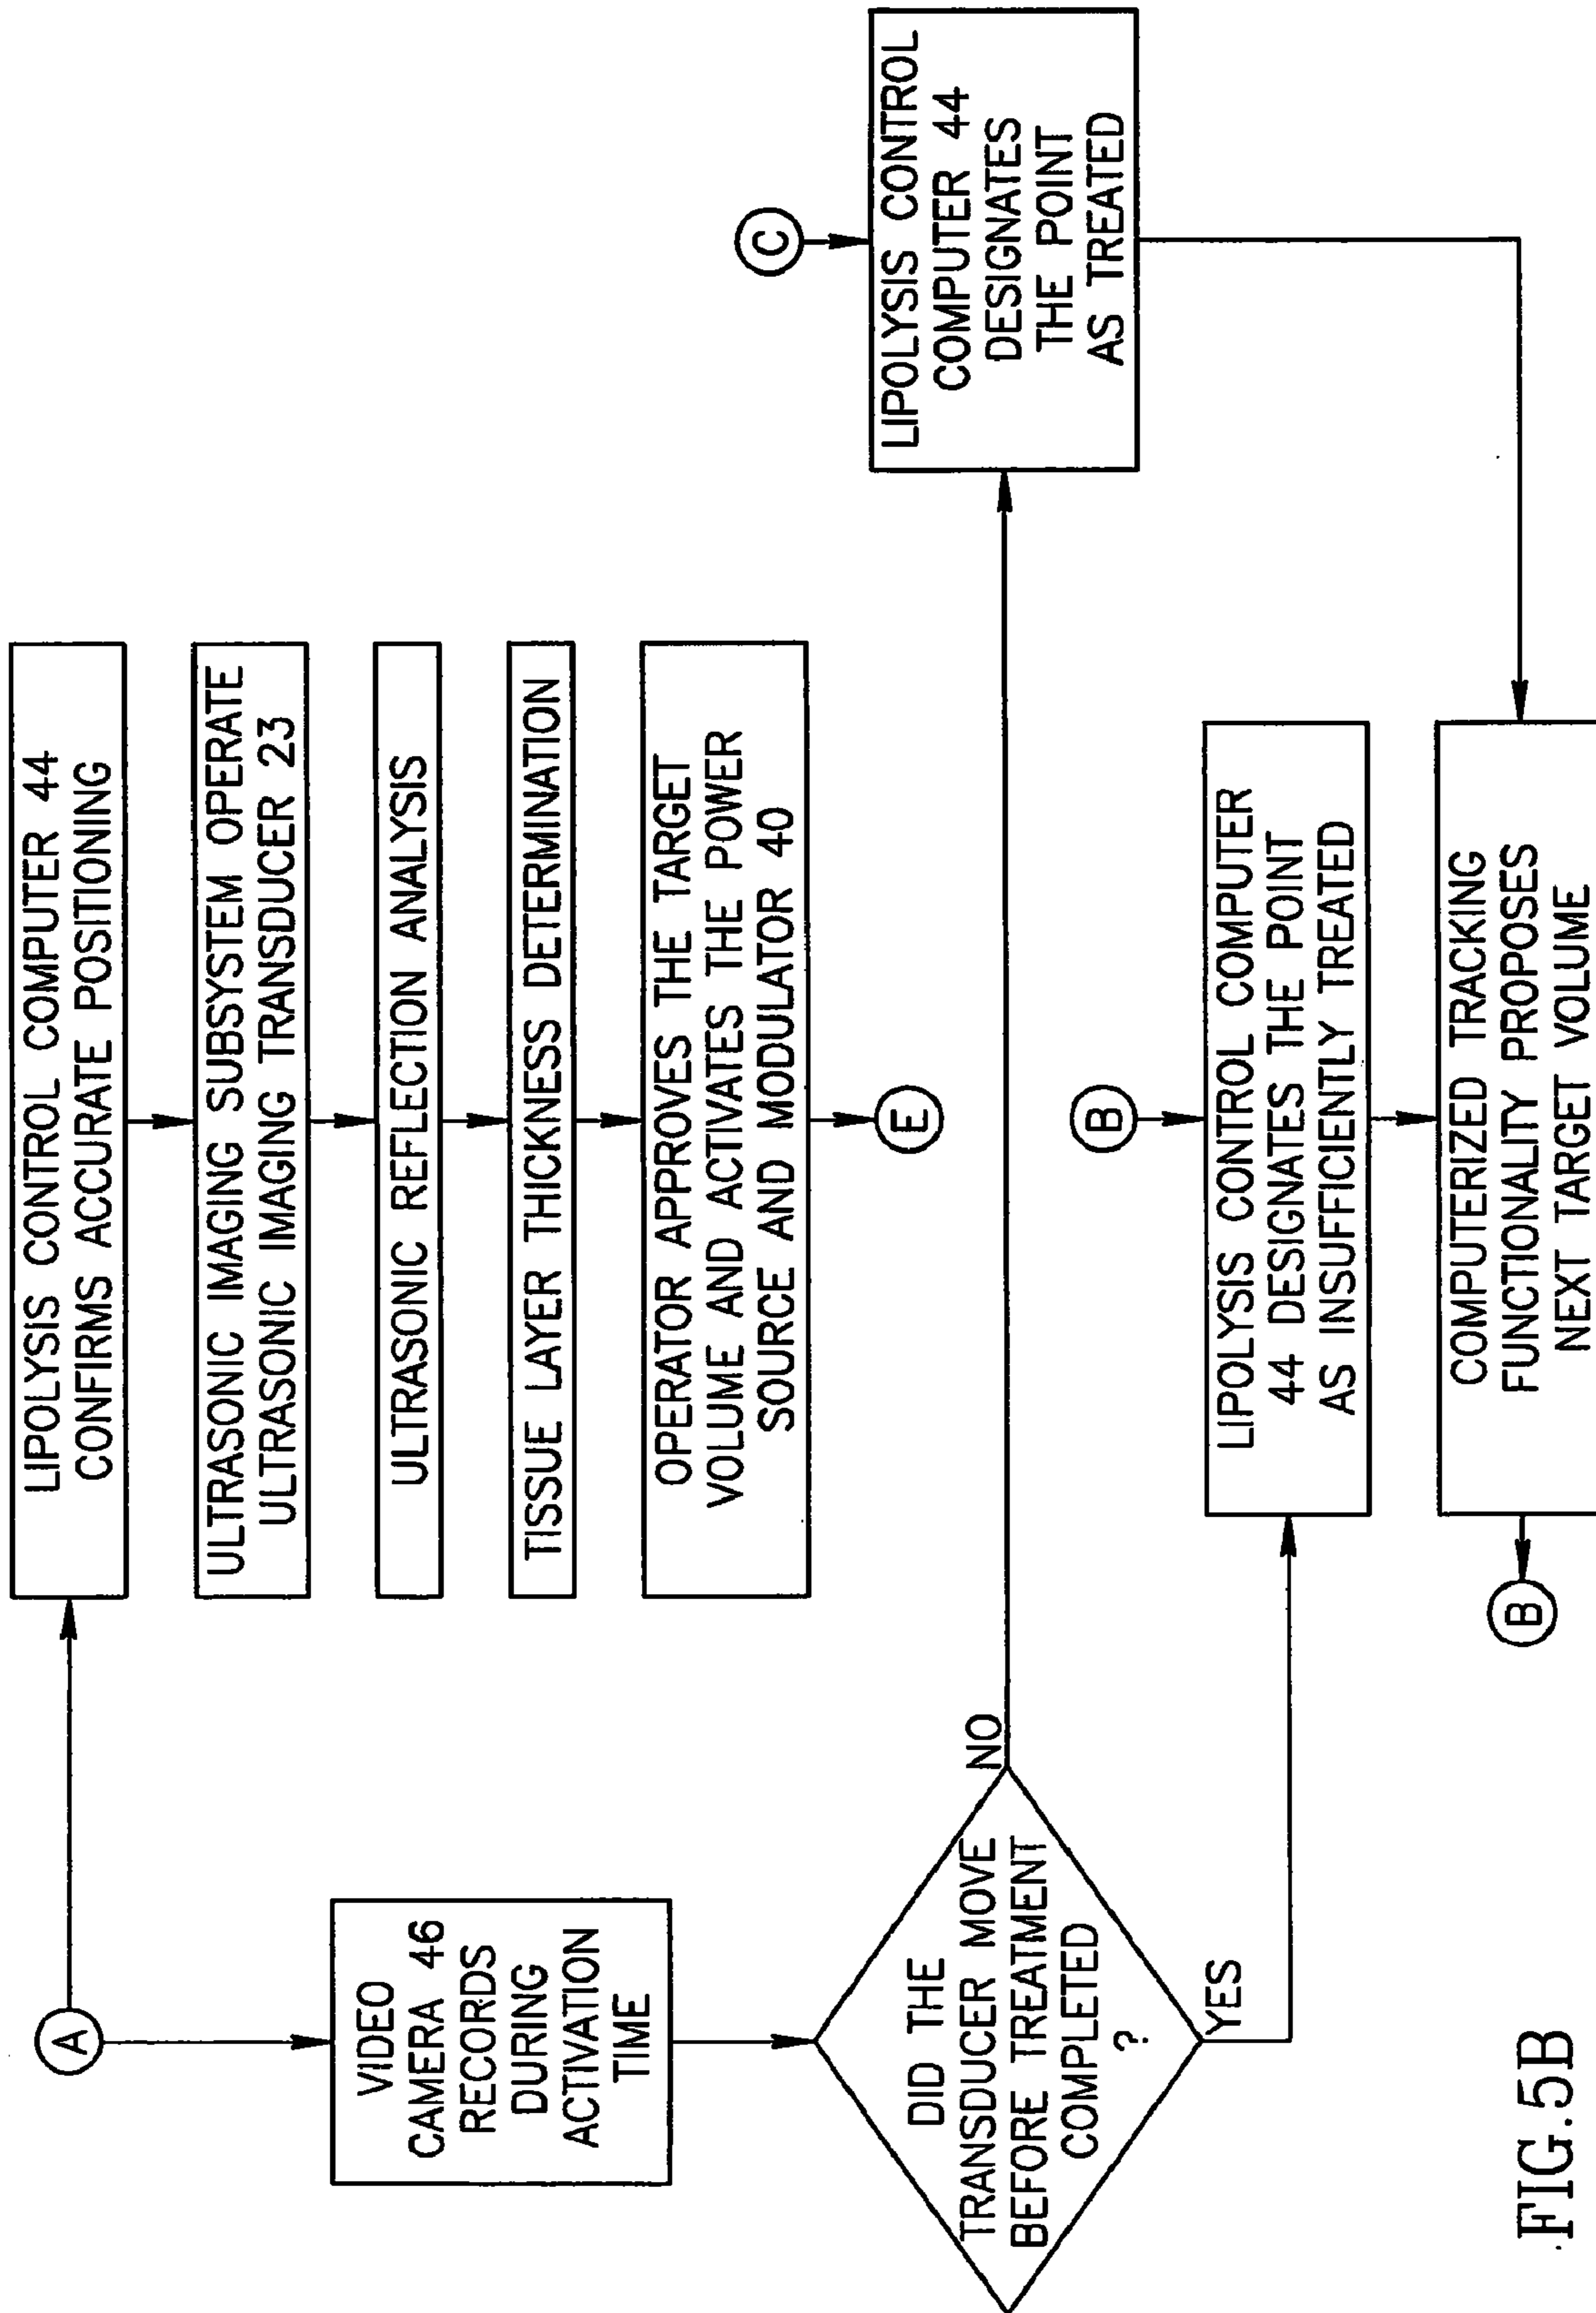 A
LIPOLYSIS CONTROL COMPUTER 44
CONFIRMS ACCURATE POSITIONING
ULTRASONIC IMAGING SUBSYSTEM OPERATE
ULTRASONIC IMAGING TRANSDUCER 23
ULTRASONIC REFLECTION ANALYSIS
TISSUE LAYER THICKNESS DETERMINATION
OPERATOR APPROVES THE TARGET
VOLUME AND ACTIVATES THE POWER
SOURCE AND MODULATOR 40
E
VIDEO
CAMERA 46
RECORDS
DURING
ACTIVATION
TIME
DID THE
TRANSDUCER MOVE
BEFORE TREATMENT
COMPLETED
?
NO
YES
C
LIPOLYSIS CONTROL
COMPUTER 44
DESIGNATES
THE POINT
AS TREATED
B
LIPOLYSIS CONTROL COMPUTER
44 DESIGNATES THE POINT
AS INSUFFICIENTLY TREATED
COMPUTERIZED TRACKING
FUNCTIONALITY PROPOSES
NEXT TARGET VOLUME
B
FIG.5B